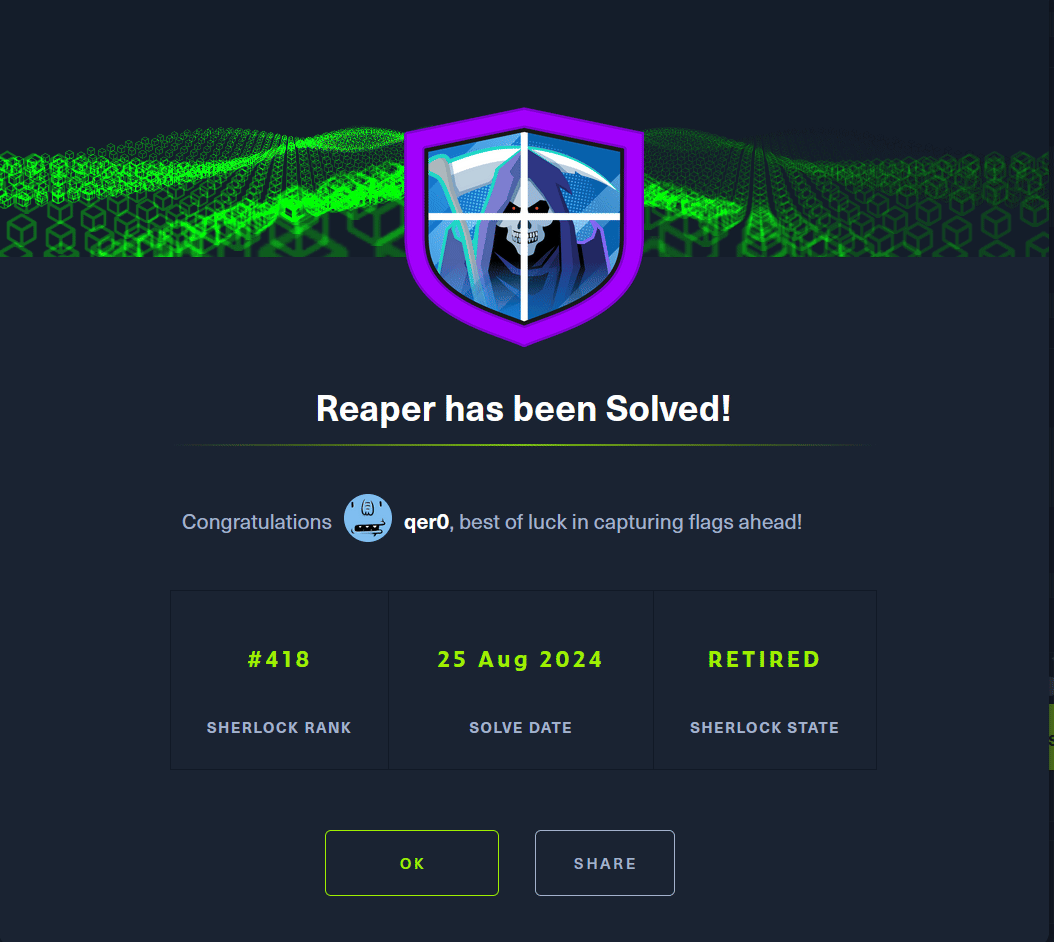 Reaper has been Solved!
Congratulations qer0, best of luck in capturing flags ahead!
#418 25 Aug 2024 RETIRED
SHERLOCK RANK SOLVE DATE SHERLOCK STATE
OK SHARE